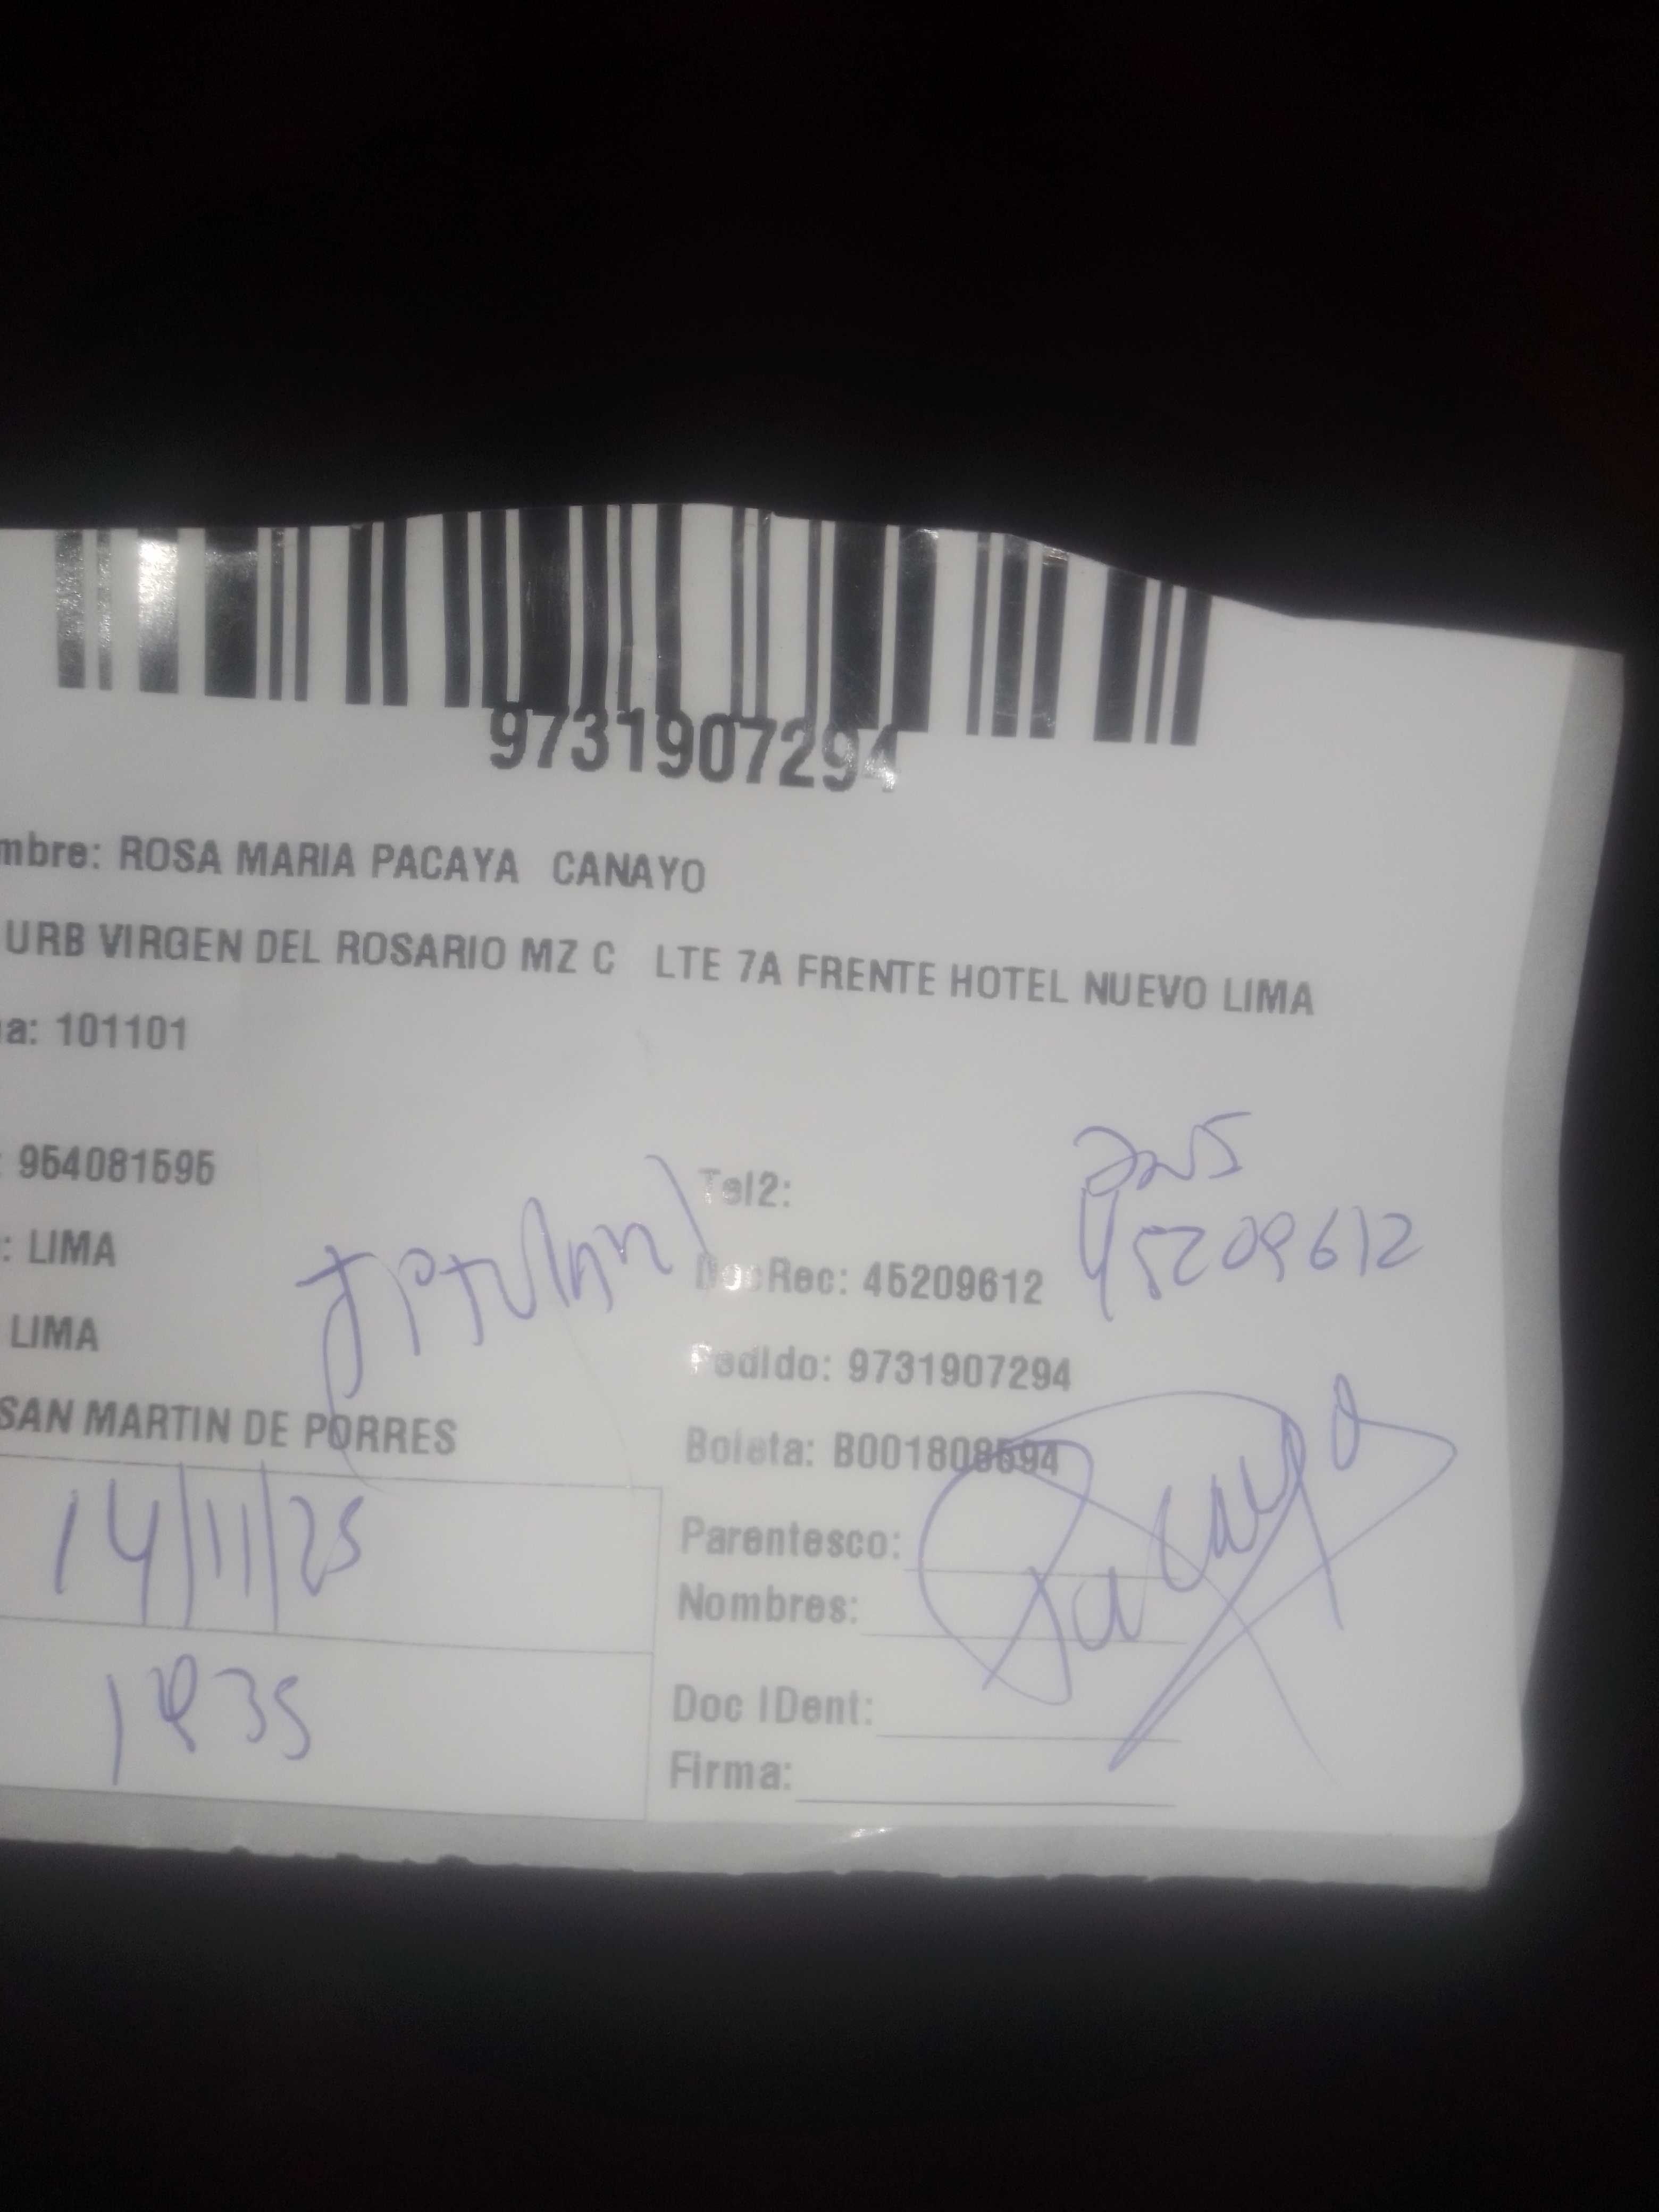 9731907294
mbre: ROSA MARIA PACAYA CANAYO
URB VIRGEN DEL ROSARIO MZ C LTE 7A FRENTE HOTEL NUEVO LIMA
a: 101101
: 954081595
Tel2:
: LIMA
45209612
DocRec: 45209612
LIMA
Pedido: 9731907294
SAN MARTIN DE PORRES
Boleta: B001808594
14/11/25
Parentesco:
Nombres:
Doc IDent:
Firma: